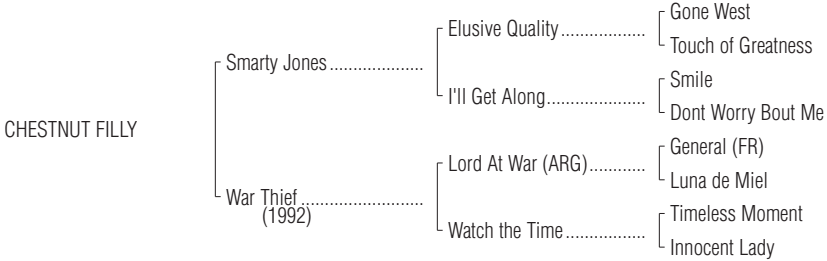 Gone West
Elusive Quality....................
Touch of Greatness
Smarty Jones......................
Smile
I'll Get Along.......................
Dont Worry Bout Me
CHESTNUT FILLY
General (FR)
Lord At War (ARG)............
Luna de Miel
War Thief.............................
(1992)
Timeless Moment
Watch the Time..................
Innocent Lady